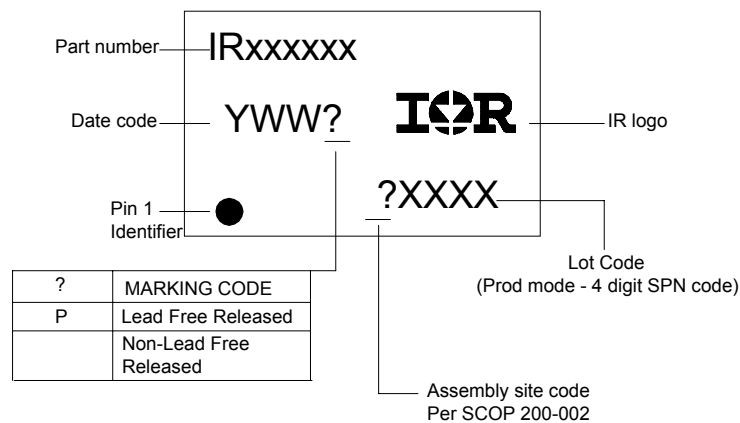 Part number
IRxxxxxx
Date code
YWW?
IOR
IR logo
?XXXX
Pin 1
Identifier
Lot Code
(Prod mode - 4 digit SPN code)
? MARKING CODE
P Lead Free Released
Non-Lead Free
Released
Assembly site code
Per SCOP 200-002